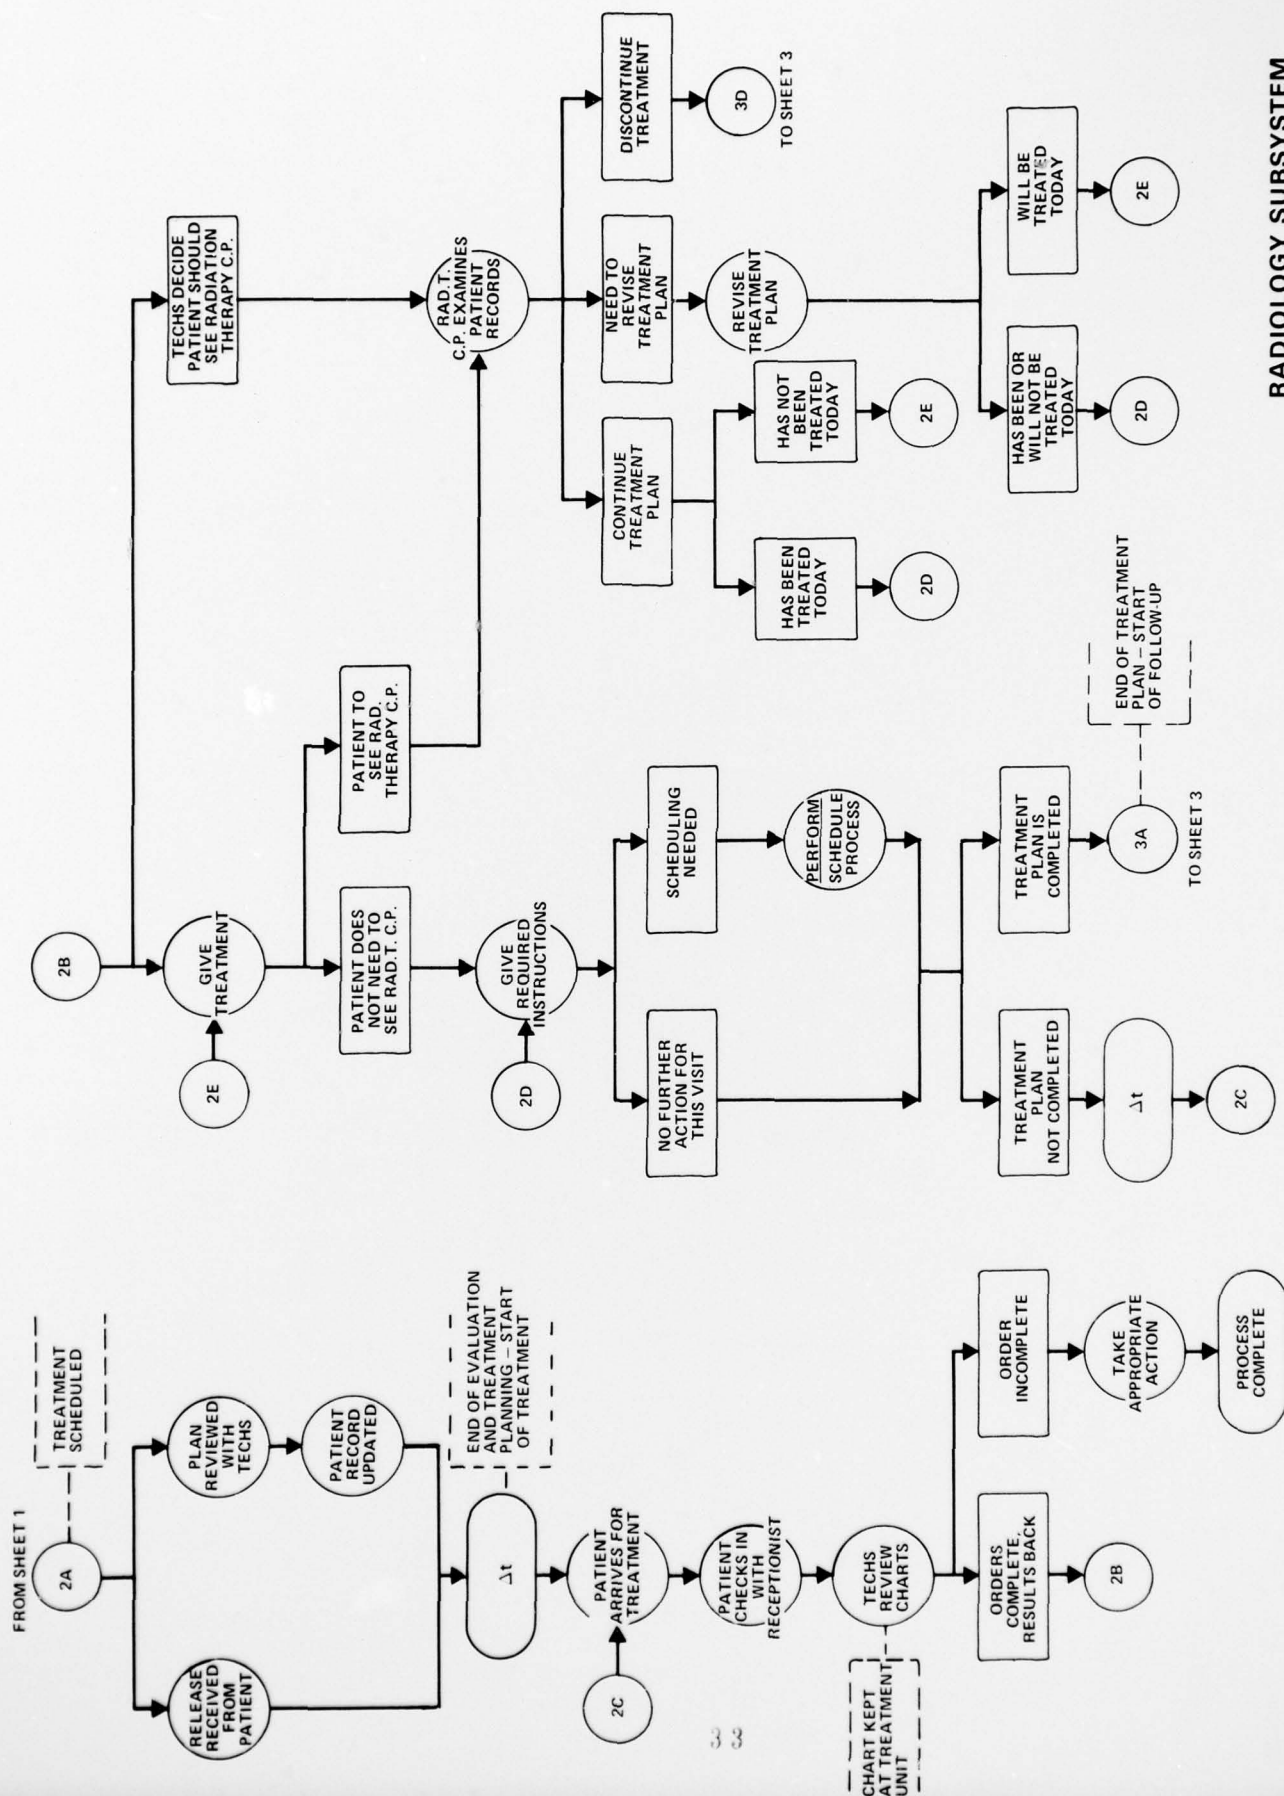 FROM SHEET 1
2A
TREATMENT
SCHEDULED
RELEASE
RECEIVED
FROM
PATIENT
PLAN
REVIEWED
WITH
TECHS
PATIENT
RECORD
UPDATED
Δt
END OF EVALUATION
AND TREATMENT
PLANNING – START
OF TREATMENT
2C
PATIENT
ARRIVES FOR
TREATMENT
PATIENT
CHECKS IN
WITH
RECEPTIONIST
TECHS
REVIEW
CHARTS
CHART KEPT
AT TREATMENT
UNIT
ORDERS
COMPLETE,
RESULTS BACK
2B
ORDER
INCOMPLETE
TAKE
APPROPRIATE
ACTION
PROCESS
COMPLETE
2B
2E
GIVE
TREATMENT
TECHS DECIDE
PATIENT SHOULD
SEE RADIATION
THERAPY C.P.
PATIENT DOES
NOT NEED TO
SEE RAD.T. C.P.
PATIENT TO
SEE RAD.
THERAPY C.P.
2D
GIVE
REQUIRED
INSTRUCTIONS
NO FURTHER
ACTION FOR
THIS VISIT
SCHEDULING
NEEDED
PERFORM
SCHEDULE
PROCESS
TREATMENT
PLAN
NOT COMPLETED
Δt
2C
TREATMENT
PLAN IS
COMPLETED
3A
TO SHEET 3
END OF TREATMENT
PLAN – START
OF FOLLOW-UP
RAD.T.
C.P. EXAMINES
PATIENT
RECORDS
CONTINUE
TREATMENT
PLAN
HAS BEEN
TREATED
TODAY
2D
HAS NOT
BEEN
TREATED
TODAY
2E
NEED TO
REVISE
TREATMENT
PLAN
REVISE
TREATMENT
PLAN
HAS BEEN OR
WILL NOT BE
TREATED
TODAY
2D
WILL BE
TREATED
TODAY
2E
DISCONTINUE
TREATMENT
3D
TO SHEET 3
RADIOLOGY SUBSYSTEM
33